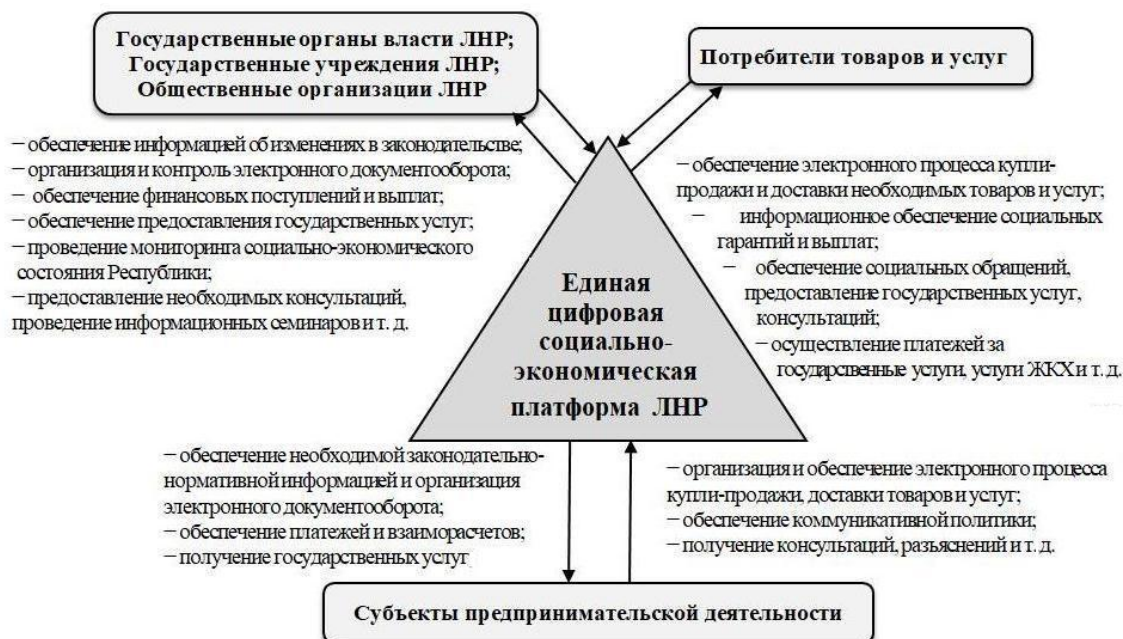 Государственные органы власти ЛНР;
Государственные учреждения ЛНР;
Общественные организации ЛНР
Потребители товаров и услуг
– обеспечение информацией об изменениях в законодательстве;
– организация и контроль электронного документооборота;
– обеспечение финансовых поступлений и выплат;
– обеспечение предоставления государственных услуг;
– проведение мониторинга социально-экономического
состояния Республики;
– предоставление необходимых консультаций,
проведение информационных семинаров и т. д.
– обеспечение электронного процесса купли-
продажи и доставки необходимых товаров и услуг;
– информационное обеспечение социальных
гарантий и выплат;
– обеспечение социальных обращений,
предоставление государственных услуг,
консультаций;
– осуществление платежей за
государственные услуги, услуги ЖКХ и т. д.
Единая
цифровая
социально-
экономическая
платформа ЛНР
– обеспечение необходимой законодательно-
нормативной информацией и организация
электронного документооборота;
– обеспечение платежей и взаиморасчетов;
– получение государственных услуг
– организация и обеспечение электронного процесса
купли-продажи, доставки товаров и услуг;
– обеспечение коммуникативной политики;
– получение консультаций, разъяснений и т. д.
Субъекты предпринимательской деятельности